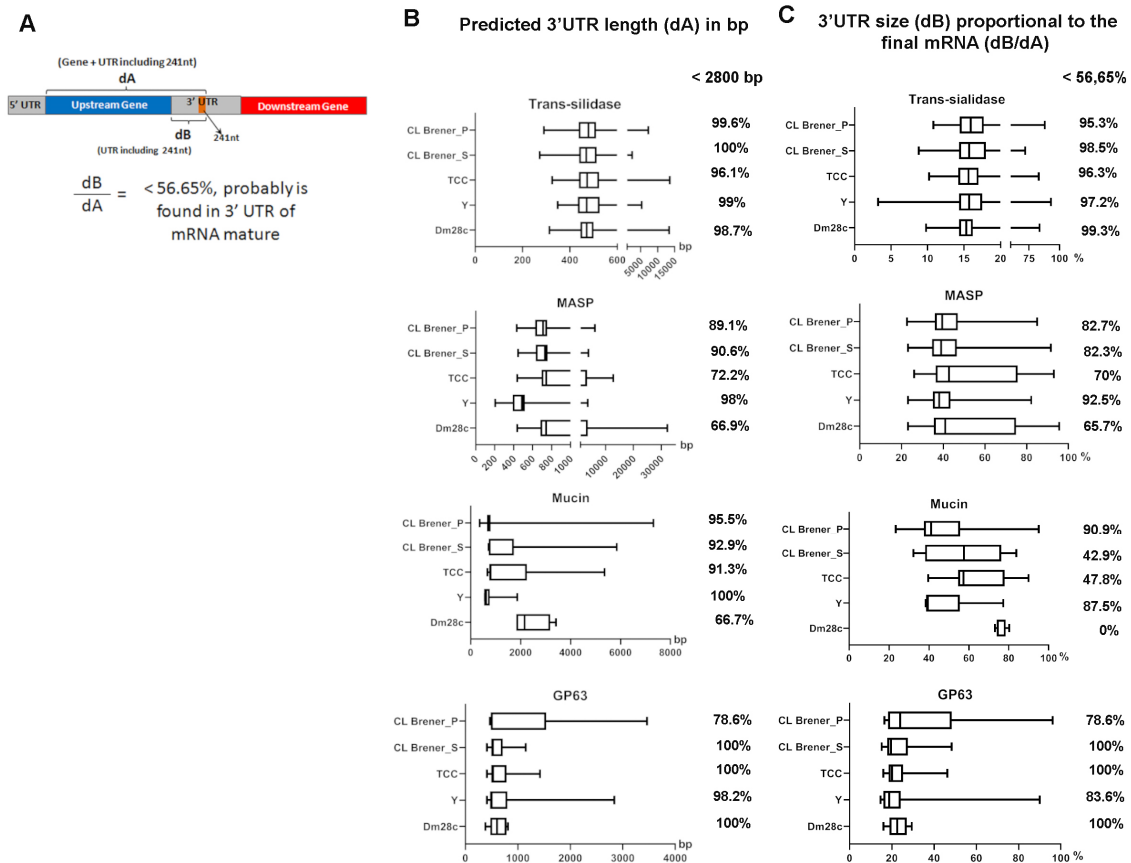 A
(Gene + UTR including 241nt)
dA
5' UTR
Upstream Gene
3' UTR
Downstream Gene
dB
241nt
(UTR including 241nt)
dB
dA
=
< 56.65%, probably is
found in 3' UTR of
mRNA mature
B
Predicted 3'UTR length (dA) in bp
< 2800 bp
Trans-silidase
CL Brener_P
99.6%
CL Brener_S
100%
TCC
96.1%
Y
99%
Dm28c
98.7%
bp
0 200 400 600 5000 10000 15000
MASP
CL Brener_P
89.1%
CL Brener_S
90.6%
TCC
72.2%
Y
98%
Dm28c
66.9%
bp
0 200 400 600 800 10000 20000 30000
Mucin
CL Brener_P
95.5%
CL Brener_S
92.9%
TCC
91.3%
Y
100%
Dm28c
66.7%
bp
0 2000 4000 6000 8000
GP63
CL Brener_P
78.6%
CL Brener_S
100%
TCC
100%
Y
98.2%
Dm28c
100%
bp
0 1000 2000 3000 4000
C
3'UTR size (dB) proportional to the
final mRNA (dB/dA)
< 56,65%
Trans-sialidase
CL Brener_P
95.3%
CL Brener_S
98.5%
TCC
96.3%
Y
97.2%
Dm28c
99.3%
0 5 10 15 20 75 100 %
MASP
CL Brener_P
82.7%
CL Brener_S
82.3%
TCC
70%
Y
92.5%
Dm28c
65.7%
0 20 40 60 80 100 %
Mucin
CL Brener_P
90.9%
CL Brener_S
42.9%
TCC
47.8%
Y
87.5%
Dm28c
0%
0 20 40 60 80 100 %
GP63
CL Brener_P
78.6%
CL Brener_S
100%
TCC
100%
Y
83.6%
Dm28c
100%
0 20 40 60 80 100 %